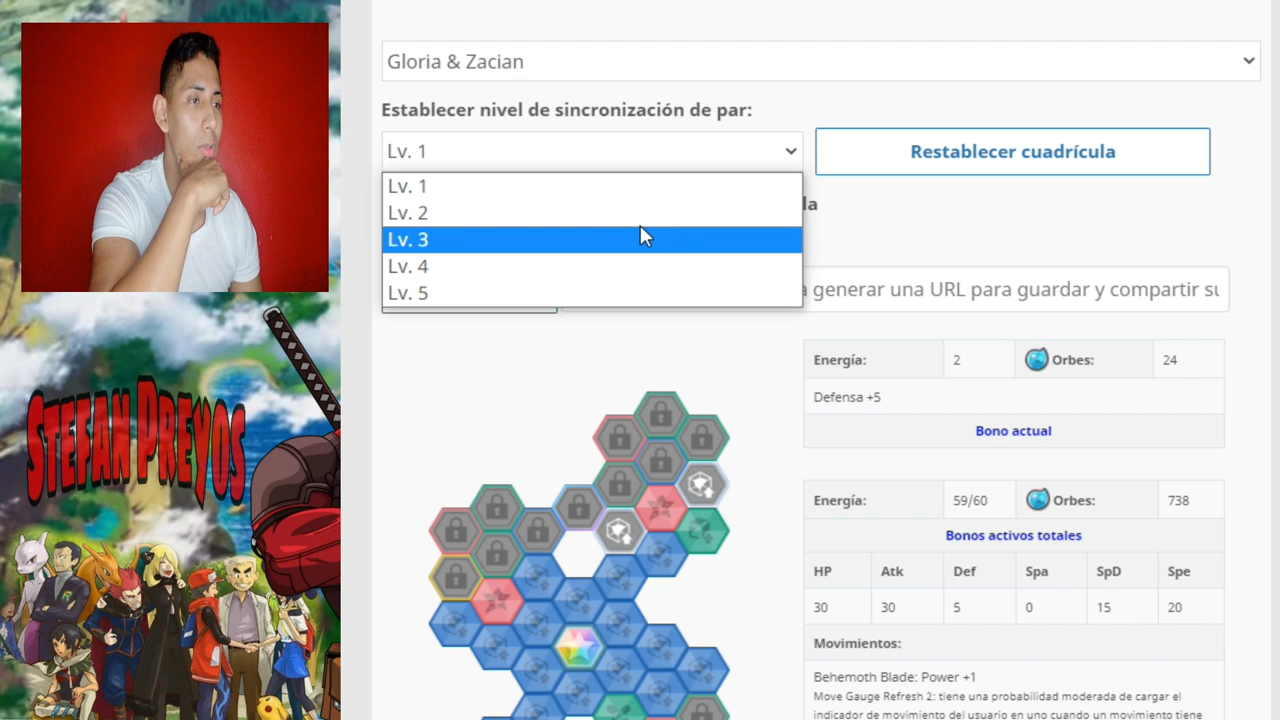 Gloria & Zacian
Establecer nivel de sincronización de par:
Lv. 1
Restablecer cuadrícula
Lv. 1
Lv. 2
Lv. 3
Lv. 4
Lv. 5
la
generar una URL para guardar y compartir su
Energía: 2 Orbes: 24
Defensa +5
Bono actual
Energía: 59/60 Orbes: 738
Bonos activos totales
HP Atk Def Spa SpD Spe
30 30 5 0 15 20
Movimientos:
Behemoth Blade: Power +1
Move Gauge Refresh 2: tiene una probabilidad moderada de cargar el
indicador de movimiento del usuario en uno cuando un movimiento tiene
STEFAN PREYOS